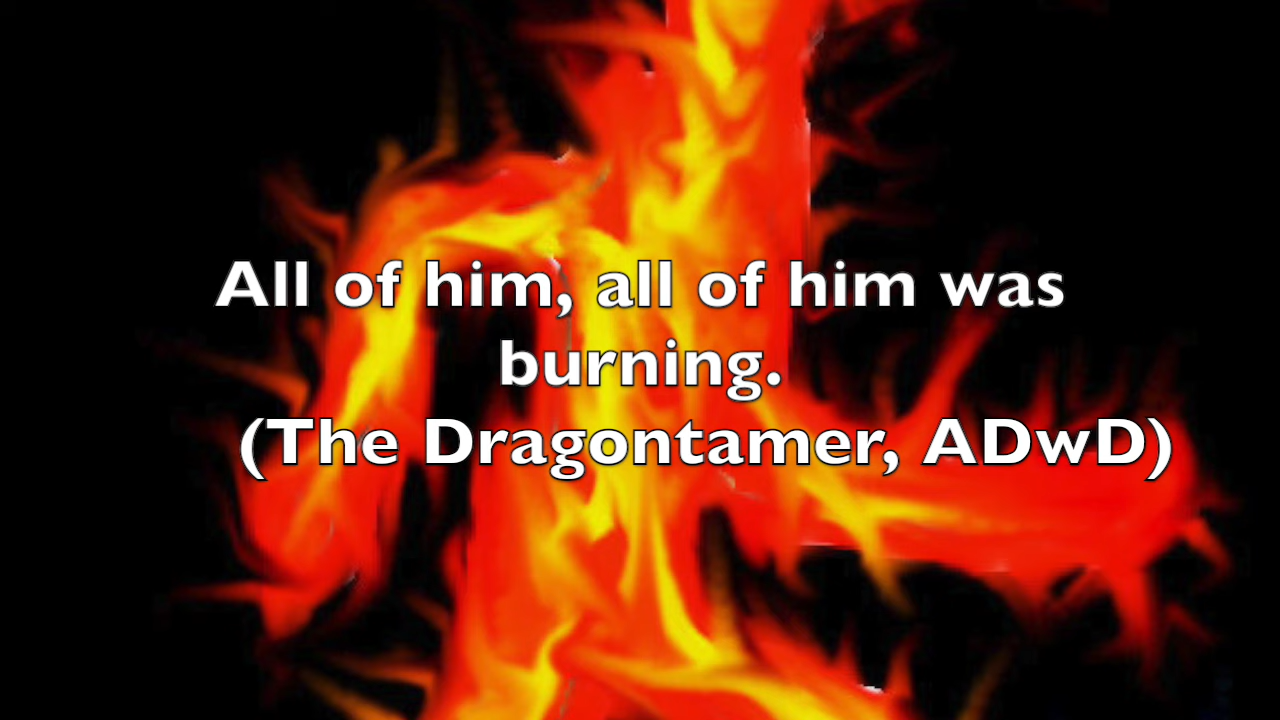 All of him, all of him was
burning.
(The Dragontamer, ADwD)